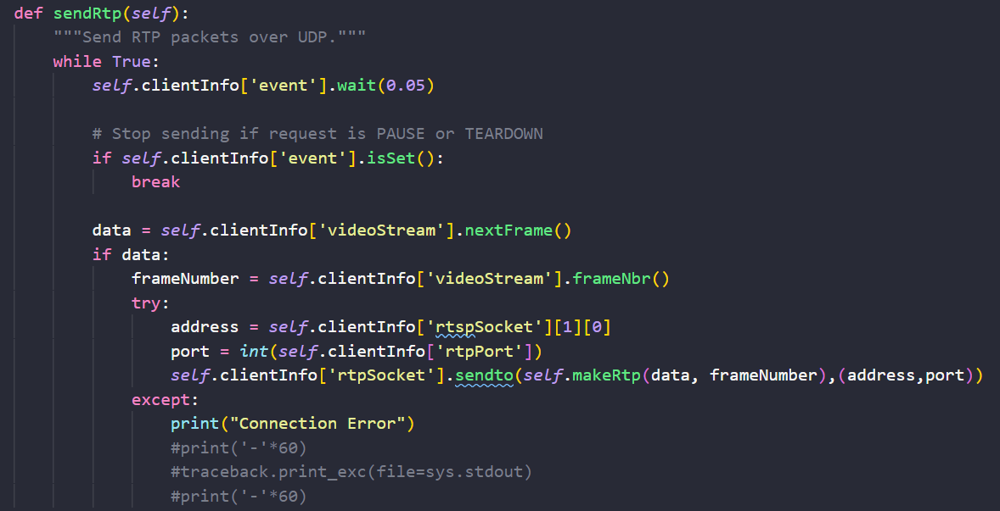 def sendRtp(self):
    """Send RTP packets over UDP."""
    while True:
        self.clientInfo['event'].wait(0.05)

        # Stop sending if request is PAUSE or TEARDOWN
        if self.clientInfo['event'].isSet():
            break

        data = self.clientInfo['videoStream'].nextFrame()
        if data:
            frameNumber = self.clientInfo['videoStream'].frameNbr()
            try:
                address = self.clientInfo['rtspSocket'][1][0]
                port = int(self.clientInfo['rtpPort'])
                self.clientInfo['rtpSocket'].sendto(self.makeRtp(data, frameNumber),(address,port))
            except:
                print("Connection Error")
                #print('-'*60)
                #traceback.print_exc(file=sys.stdout)
                #print('-'*60)